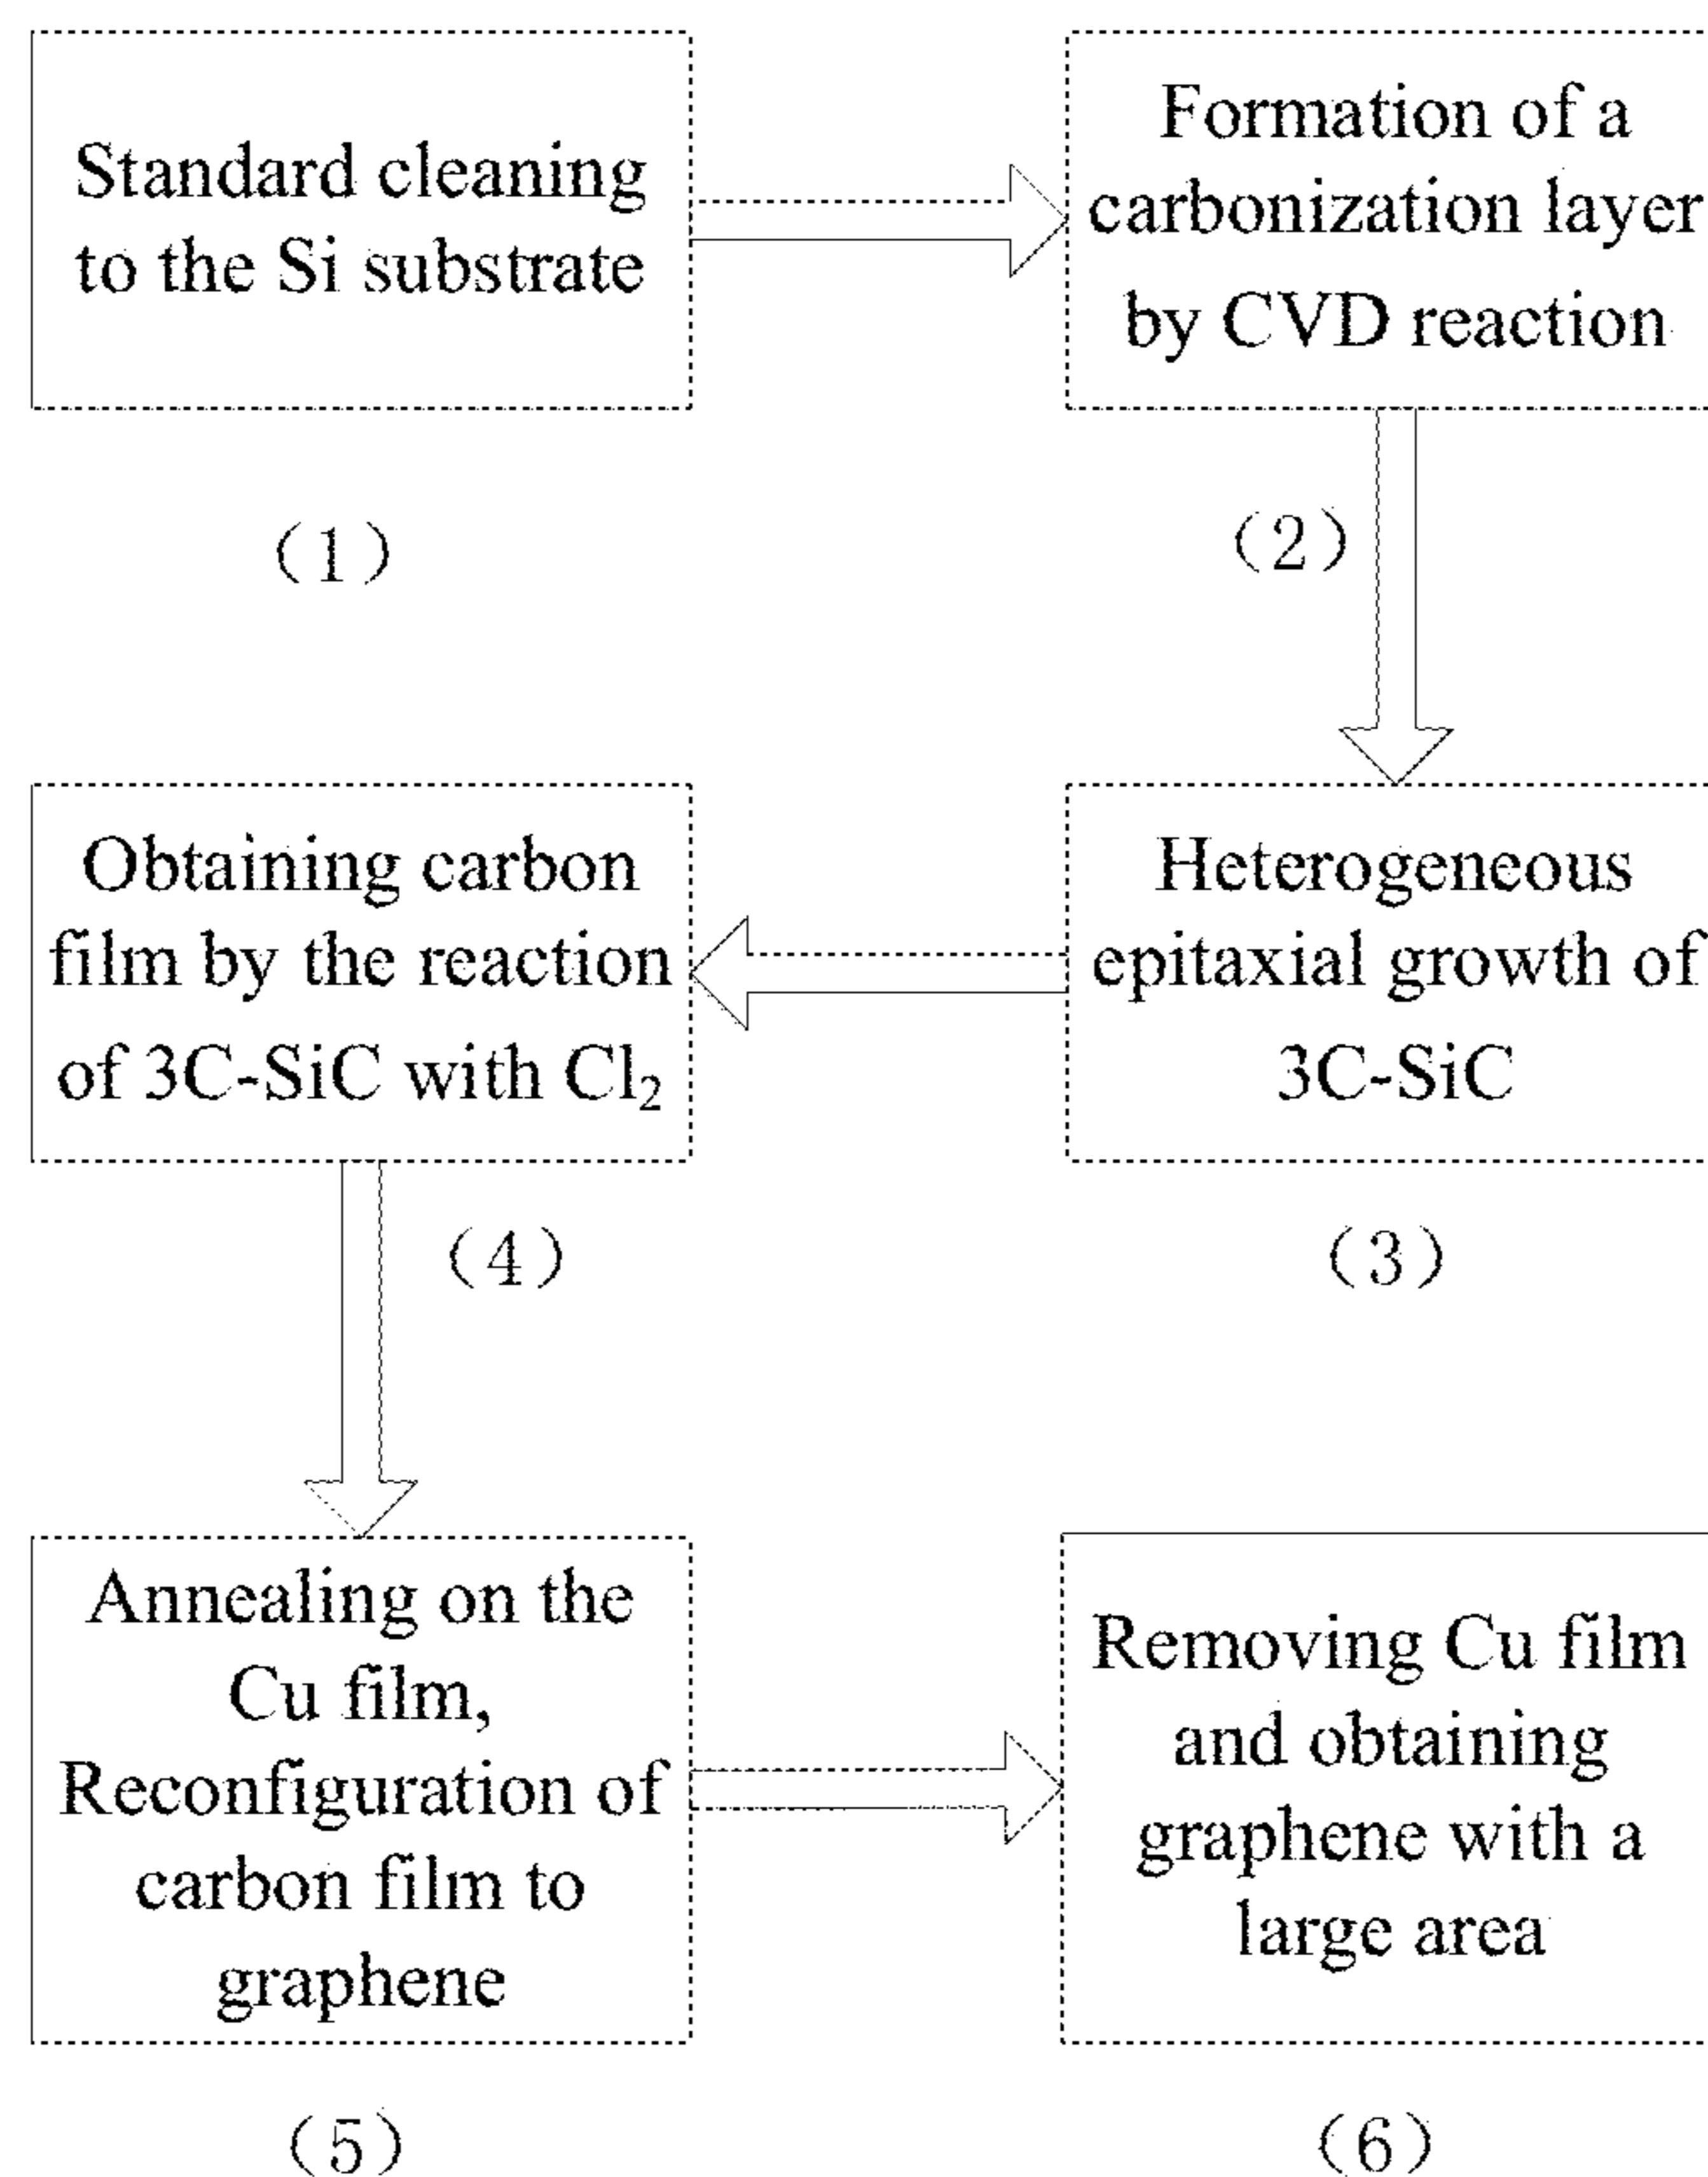 Standard cleaning
to the Si substrate
(1)
Formation of a
carbonization layer
by CVD reaction
(2)
Heterogeneous
epitaxial growth of
3C-SiC
(3)
Obtaining carbon
film by the reaction
of 3C-SiC with Cl₂
(4)
Annealing on the
Cu film,
Reconfiguration of
carbon film to
graphene
(5)
Removing Cu film
and obtaining
graphene with a
large area
(6)